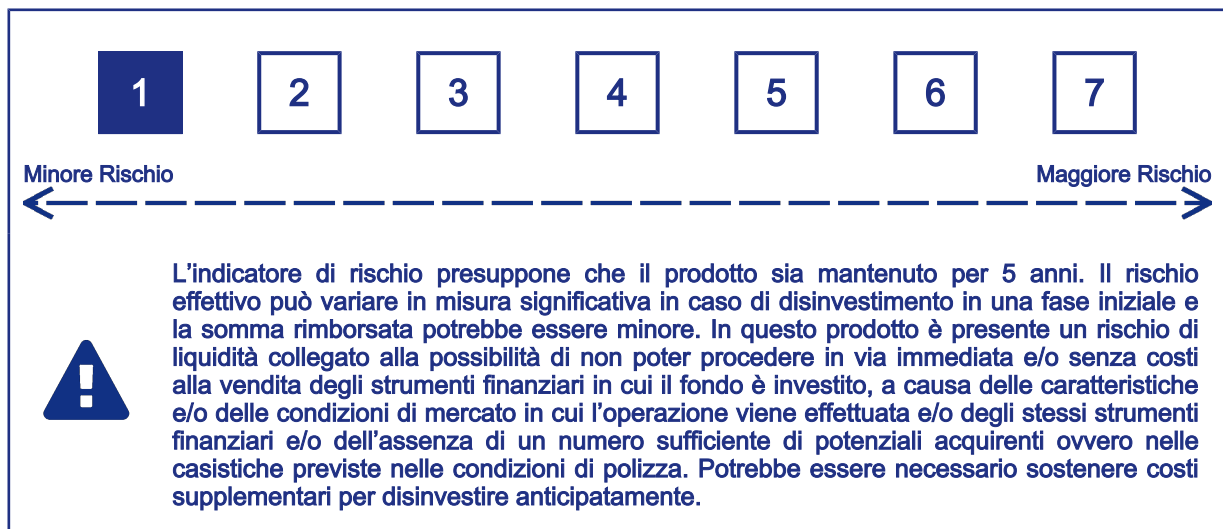 1 2 3 4 5 6 7
Minore Rischio Maggiore Rischio
L'indicatore di rischio presuppone che il prodotto sia mantenuto per 5 anni. Il rischio
effettivo può variare in misura significativa in caso di disinvestimento in una fase iniziale e
la somma rimborsata potrebbe essere minore. In questo prodotto è presente un rischio di
liquidità collegato alla possibilità di non poter procedere in via immediata e/o senza costi
alla vendita degli strumenti finanziari in cui il fondo è investito, a causa delle caratteristiche
e/o delle condizioni di mercato in cui l'operazione viene effettuata e/o degli stessi strumenti
finanziari e/o dell'assenza di un numero sufficiente di potenziali acquirenti ovvero nelle
casistiche previste nelle condizioni di polizza. Potrebbe essere necessario sostenere costi
supplementari per disinvestire anticipatamente.